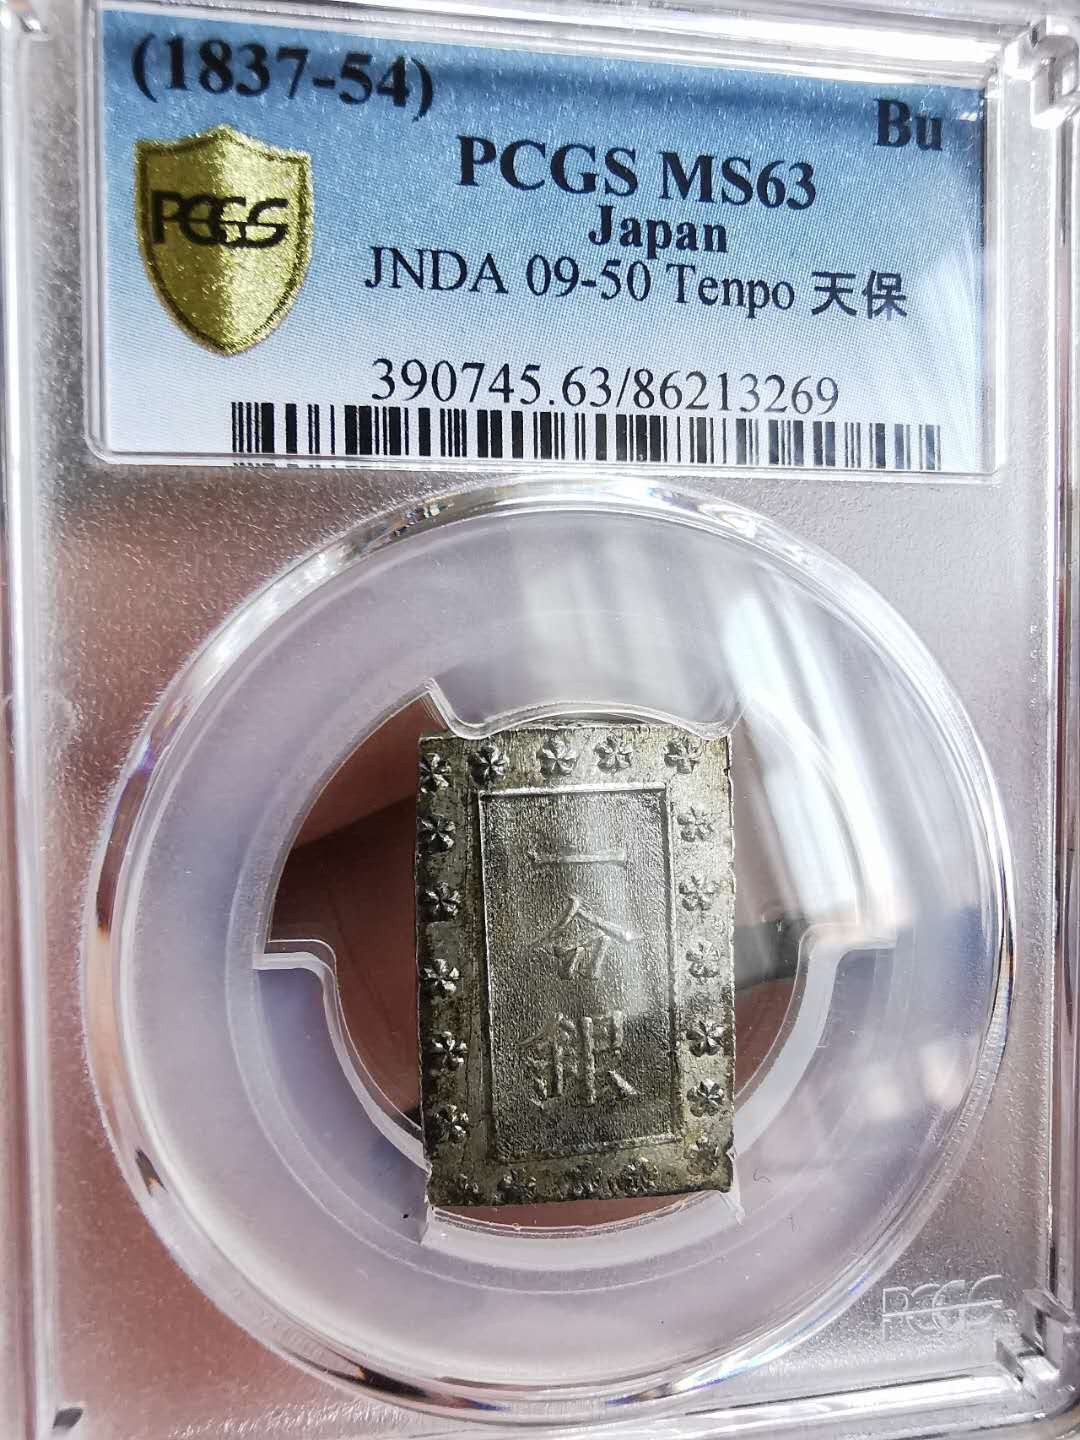 (1837-54)
Bu
PCGS MS63
PCGS
Japan
JNDA 09-50 Tenpo 天保
390745.63/86213269
一
分
銀
PCGS